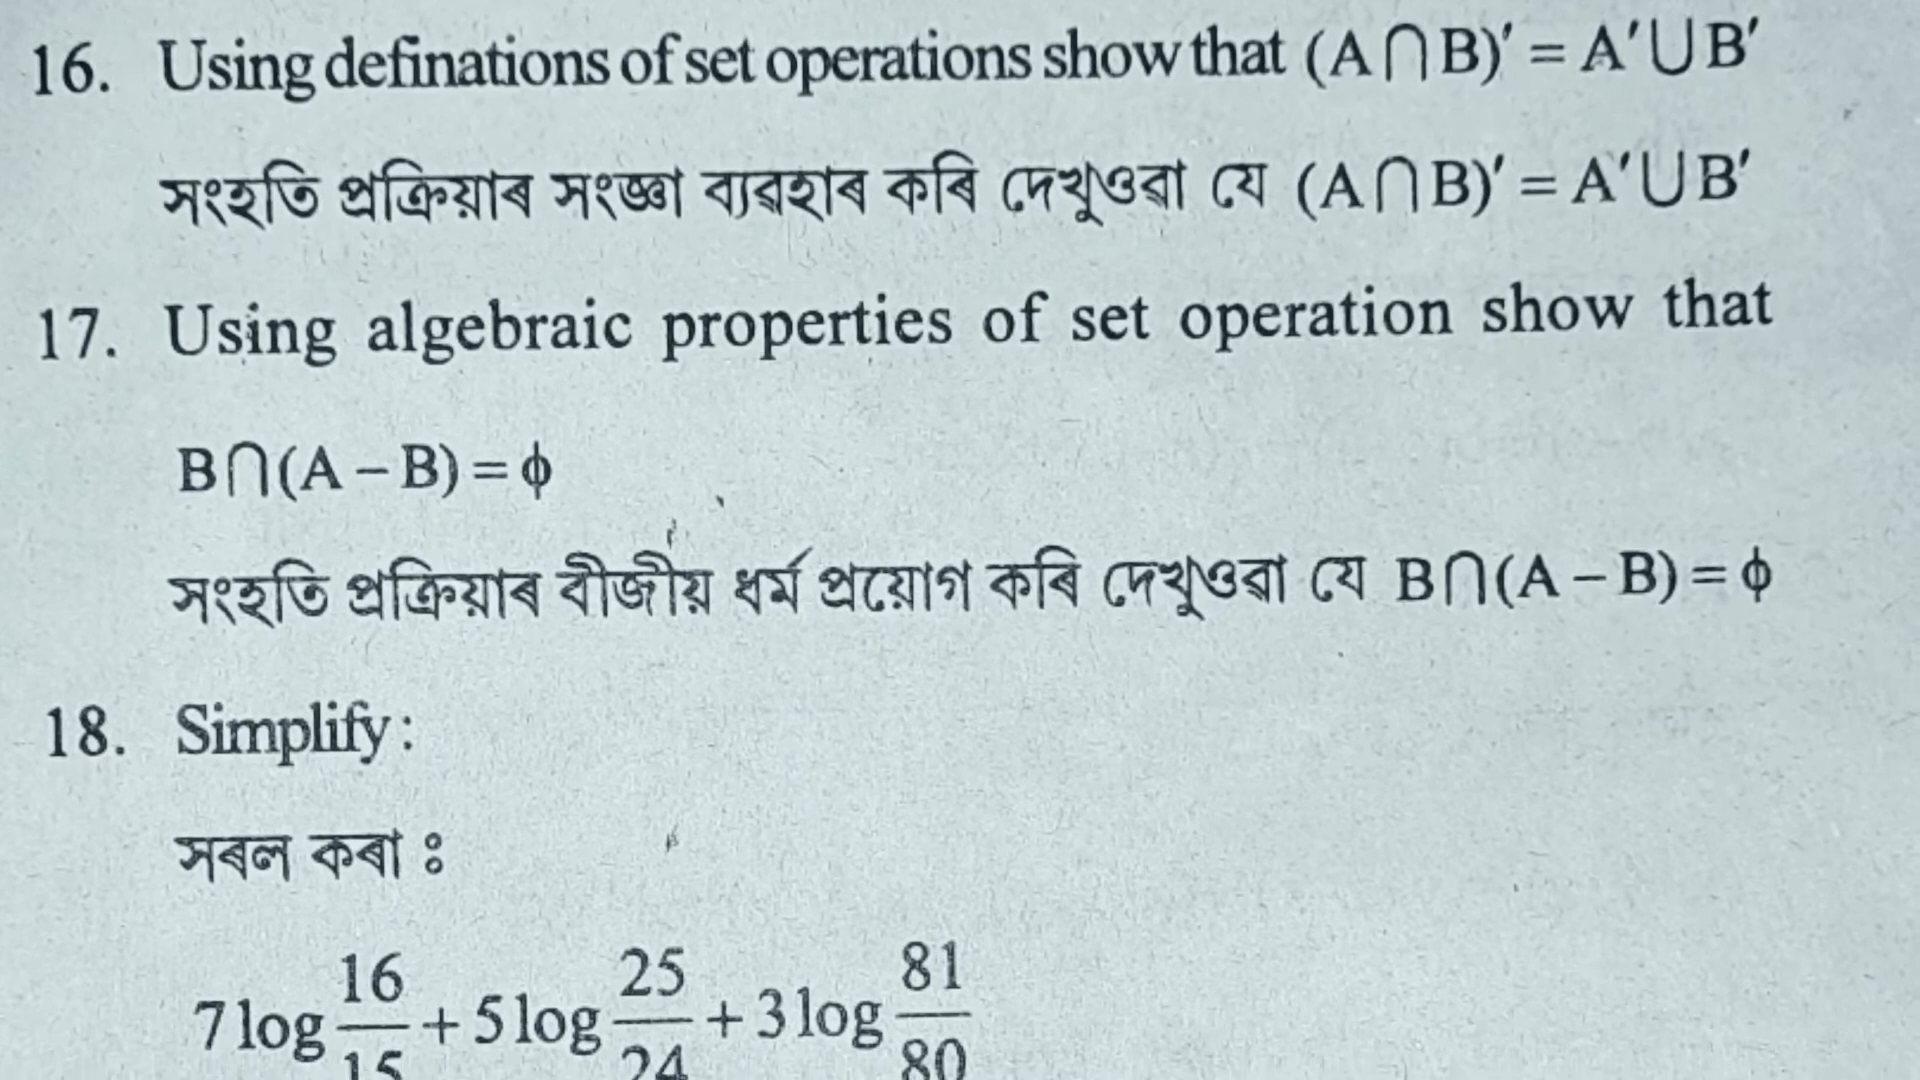 16. Using definations of set operations show that (A⋂B)′ = A′⋃B′
সংহতি প্ৰক্ৰিয়াৰ সংজ্ঞা ব্যৱহাৰ কৰি দেখুওৱা যে (A⋂B)′ = A′⋃B′
17. Using algebraic properties of set operation show that
B⋂(A – B) = ϕ
সংহতি প্ৰক্ৰিয়াৰ বীজীয় ধৰ্ম প্ৰয়োগ কৰি দেখুওৱা যে B⋂(A – B) = ϕ
18. Simplify :
সৰল কৰা ঃ
7 log 16/15 + 5 log 25/24 + 3 log 81/80